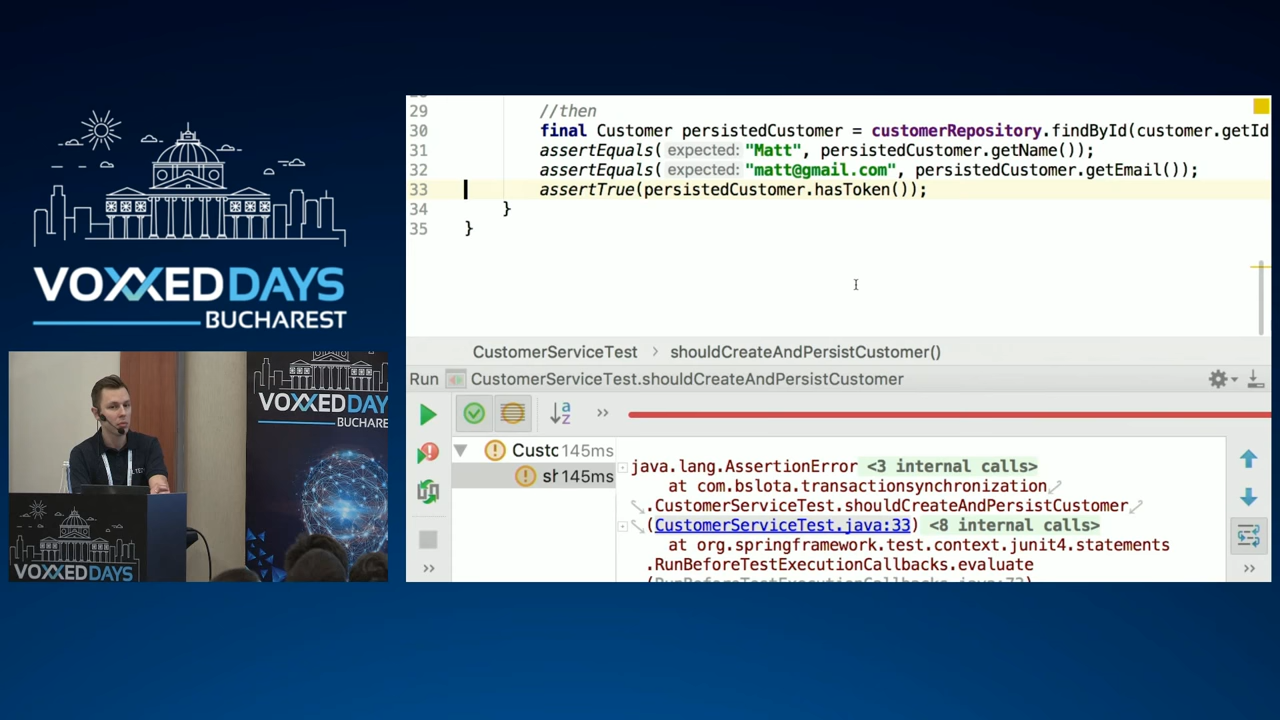 VOXXEDDAYS
BUCHAREST
VOXXEDDAYS
VOXXEDDAY
BUCHARE
29 //then
30 final Customer persistedCustomer = customerRepository.findById(customer.getId
31 assertEquals( expected: "Matt", persistedCustomer.getName());
32 assertEquals( expected: "matt@gmail.com", persistedCustomer.getEmail());
33 assertTrue(persistedCustomer.hasToken());
34 }
35 }
CustomerServiceTest > shouldCreateAndPersistCustomer()
Run CustomerServiceTest.shouldCreateAndPersistCustomer
Custc 145ms
sh 145ms
java.lang.AssertionError <3 internal calls>
at com.bslota.transactionsynchronization
.CustomerServiceTest.shouldCreateAndPersistCustomer
(CustomerServiceTest.java:33) <8 internal calls>
at org.springframework.test.context.junit4.statements
.RunBeforeTestExecutionCallbacks.evaluate